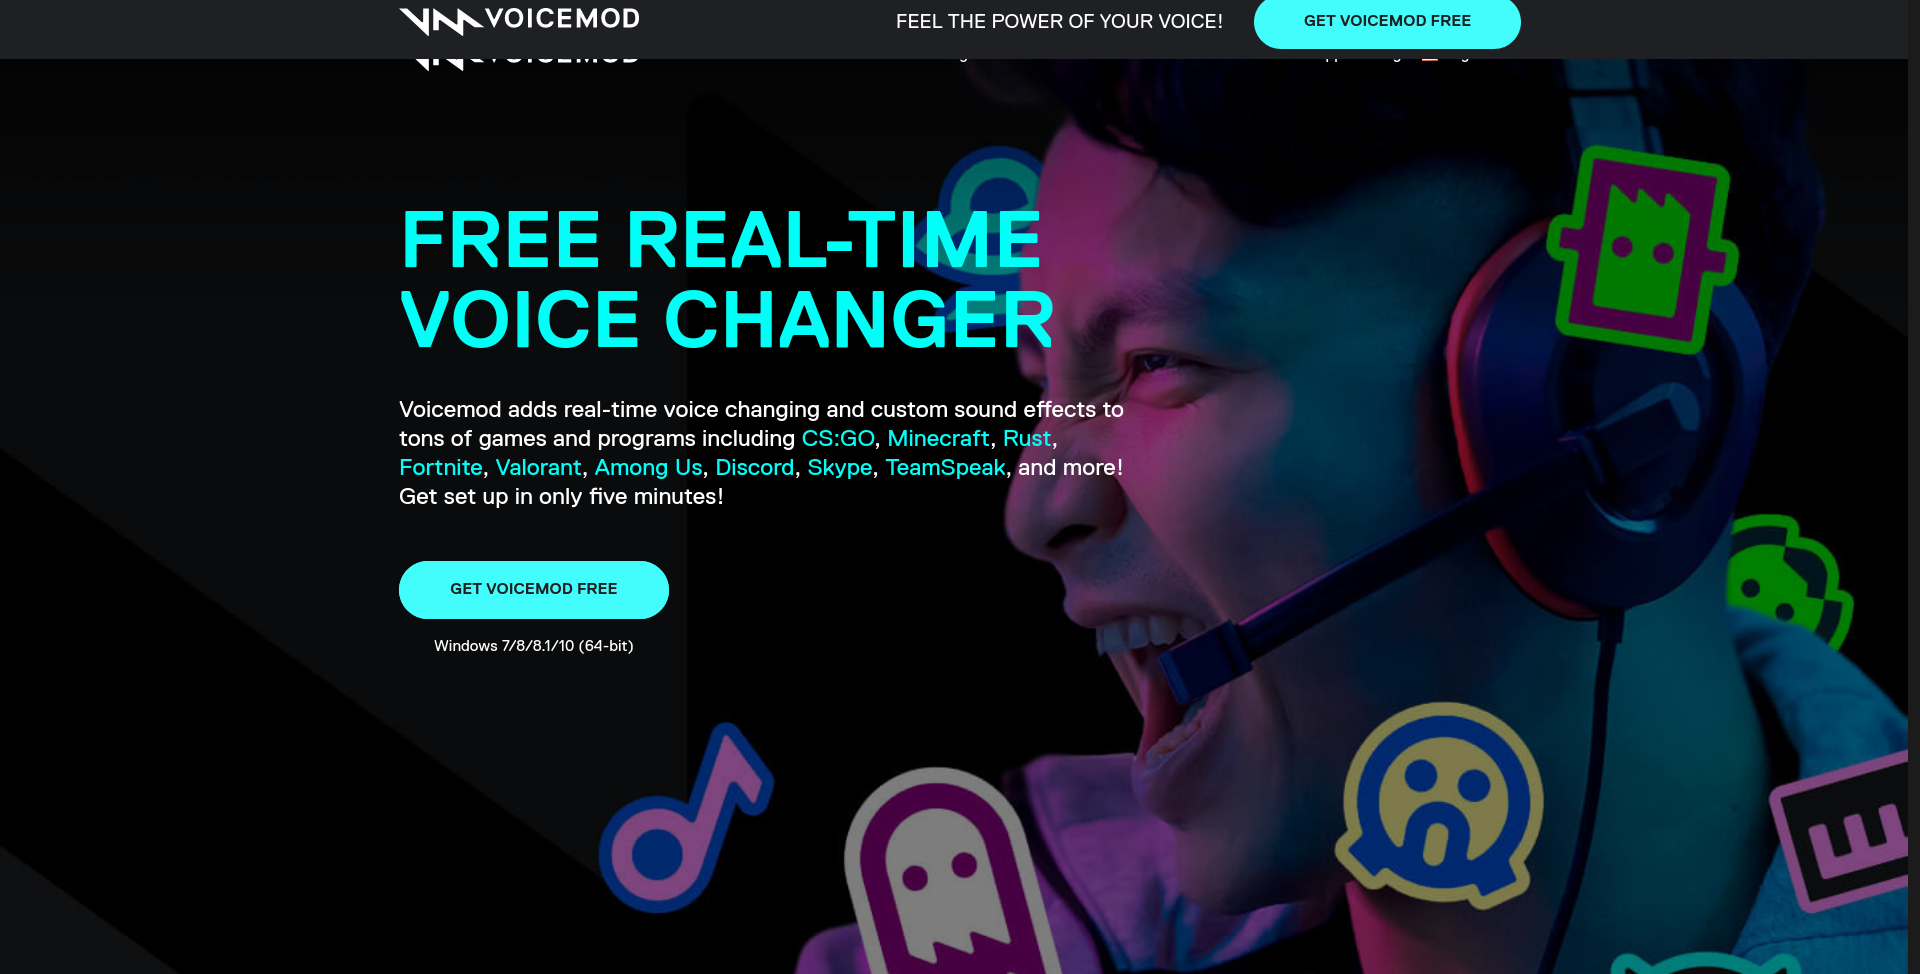 VOICEMOD
FEEL THE POWER OF YOUR VOICE!
GET VOICEMOD FREE
VOICEMOD
FREE REAL-TIME
VOICE CHANGER
Voicemod adds real-time voice changing and custom sound effects to
tons of games and programs including CS:GO, Minecraft, Rust,
Fortnite, Valorant, Among Us, Discord, Skype, TeamSpeak, and more!
Get set up in only five minutes!
GET VOICEMOD FREE
Windows 7/8/8.1/10 (64-bit)